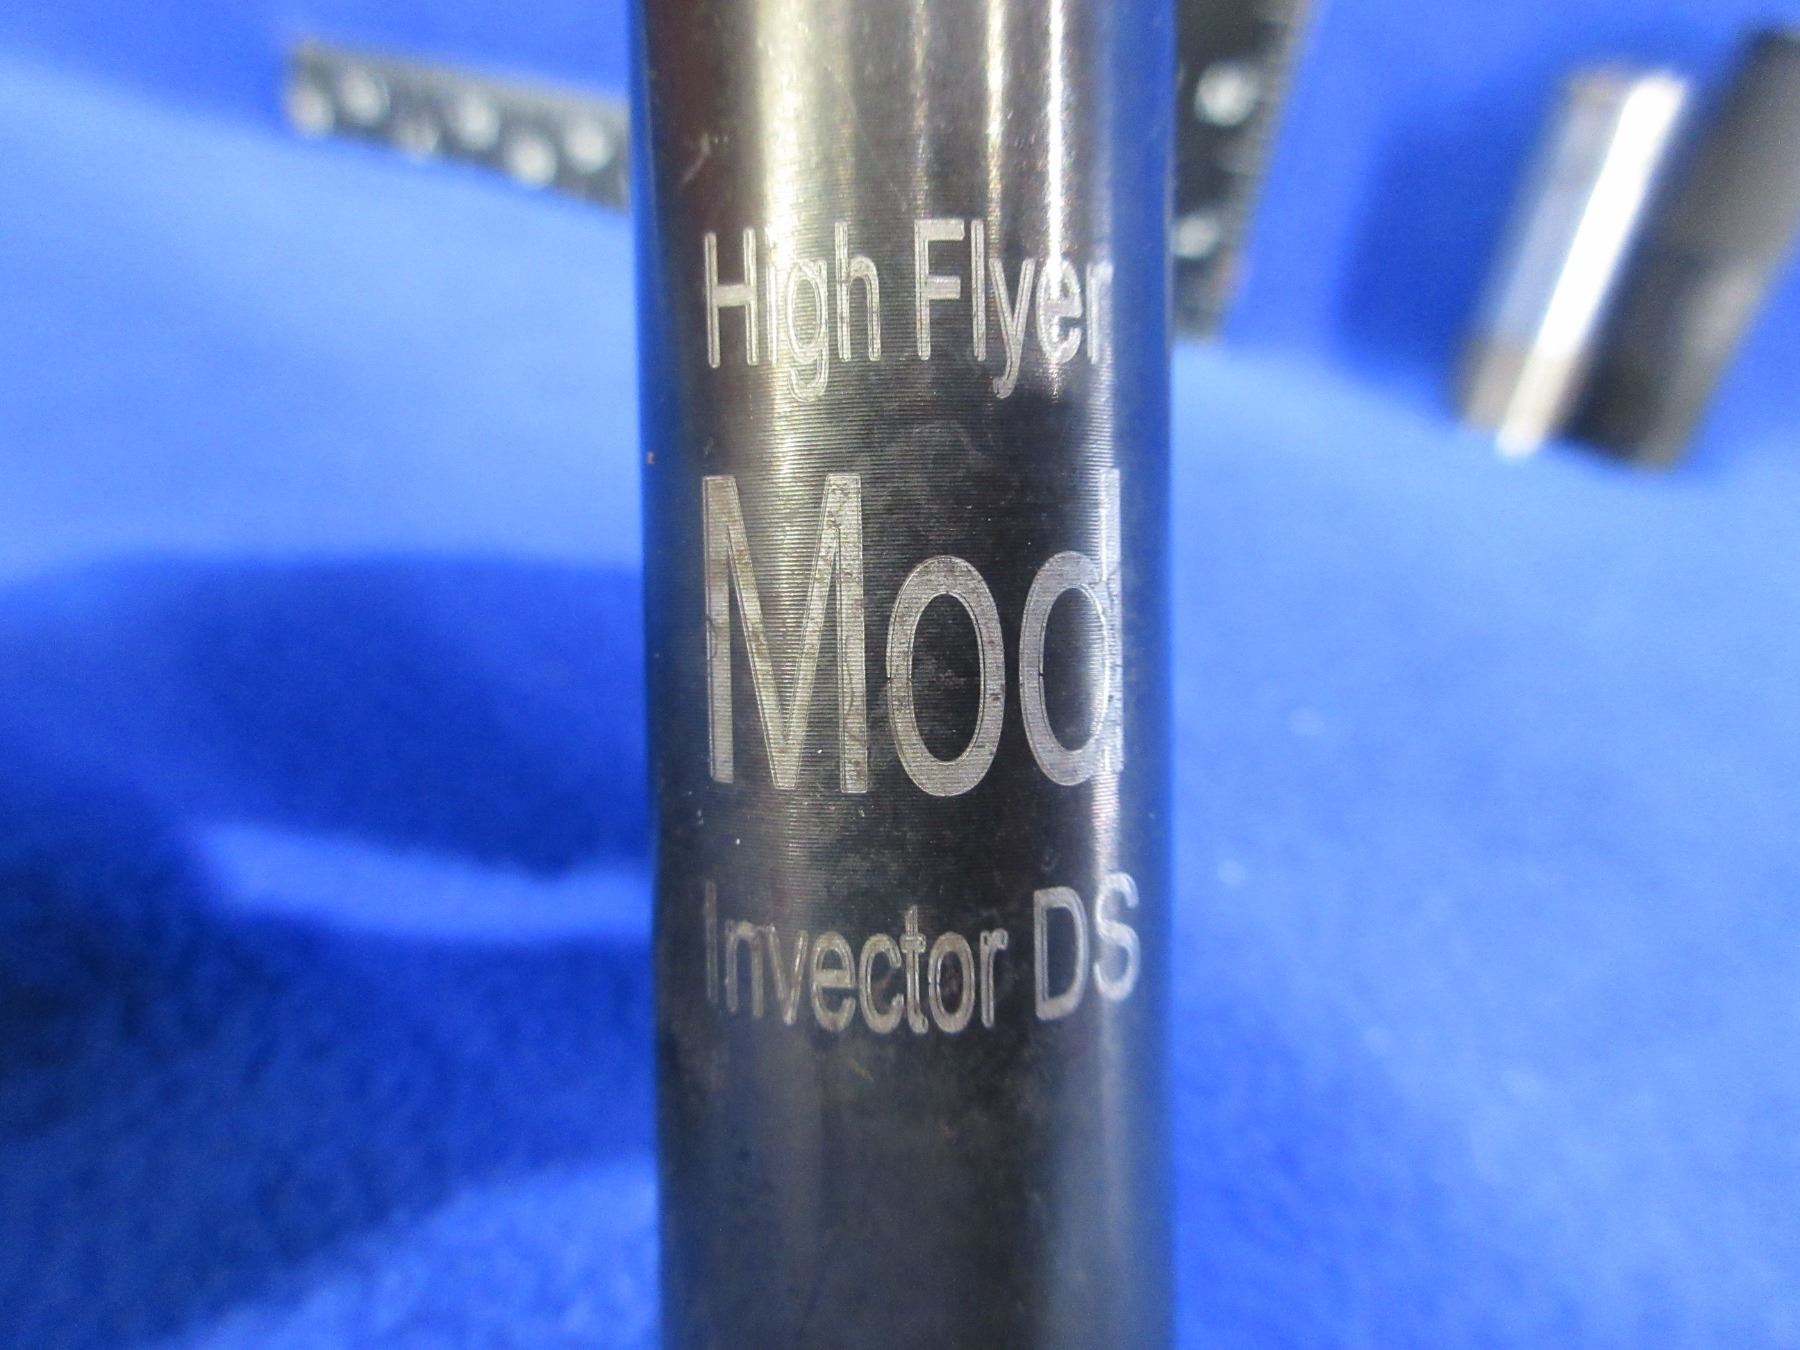 High Flyer
Mod
Invector DS